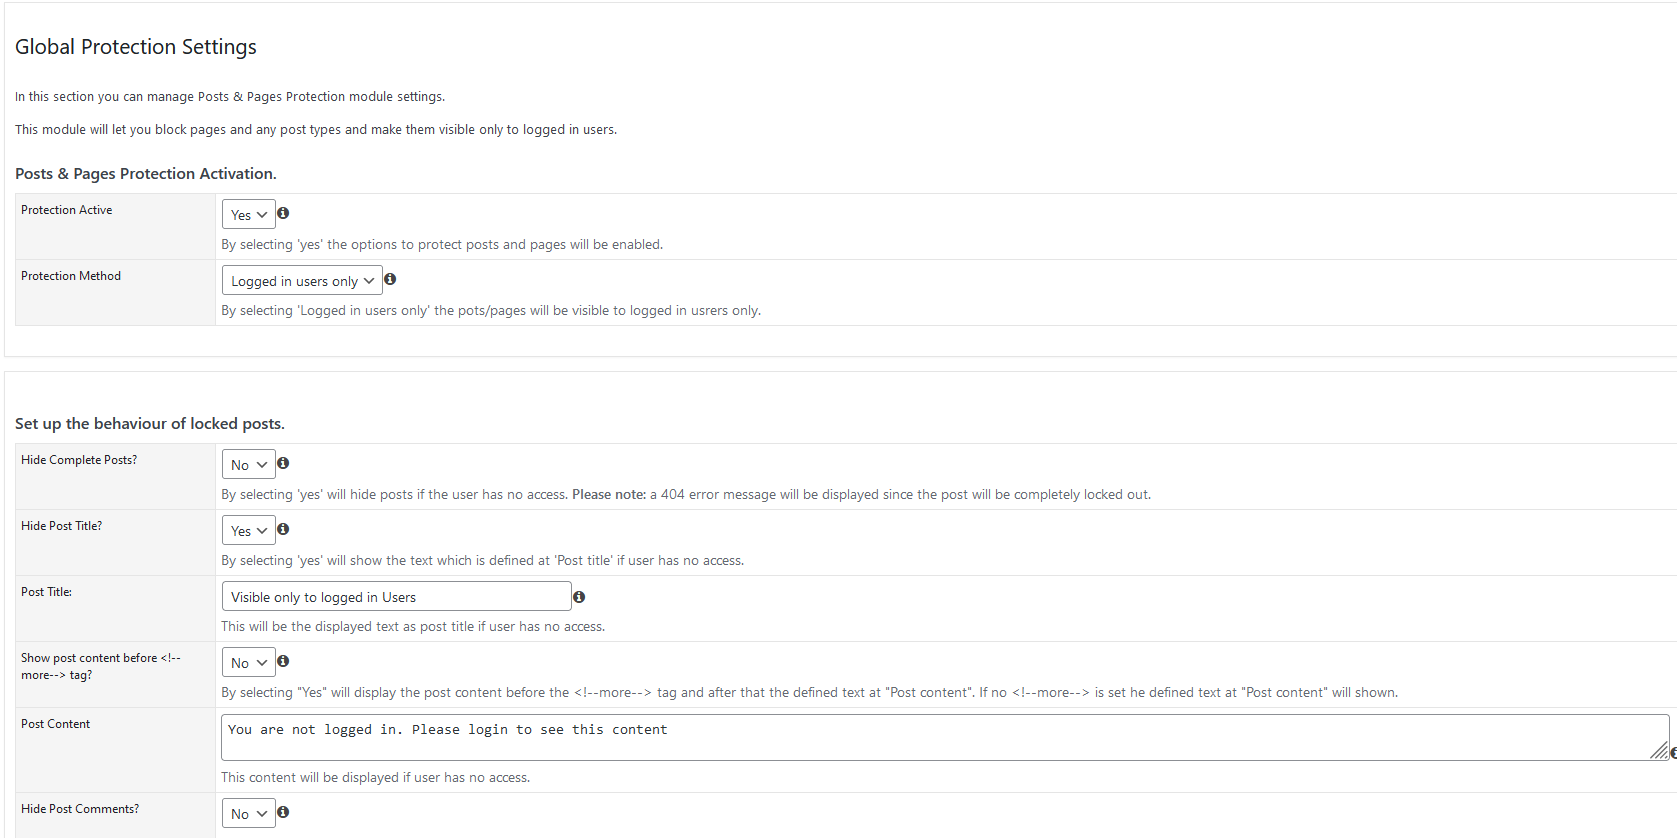 Global Protection Settings
In this section you can manage Posts & Pages Protection module settings.
This module will let you block pages and any post types and make them visible only to logged in users.
Posts & Pages Protection Activation.
Protection Active
Yes
By selecting 'yes' the options to protect posts and pages will be enabled.
Protection Method
Logged in users only
By selecting 'Logged in users only' the pots/pages will be visible to logged in usrers only.
Set up the behaviour of locked posts.
Hide Complete Posts?
No
By selecting 'yes' will hide posts if the user has no access. Please note: a 404 error message will be displayed since the post will be completely locked out.
Hide Post Title?
Yes
By selecting 'yes' will show the text which is defined at 'Post title' if user has no access.
Post Title:
Visible only to logged in Users
This will be the displayed text as post title if user has no access.
Show post content before <!--
more--> tag?
No
By selecting "Yes" will display the post content before the <!--more--> tag and after that the defined text at "Post content". If no <!--more--> is set he defined text at "Post content" will shown.
Post Content
You are not logged in. Please login to see this content
This content will be displayed if user has no access.
Hide Post Comments?
No